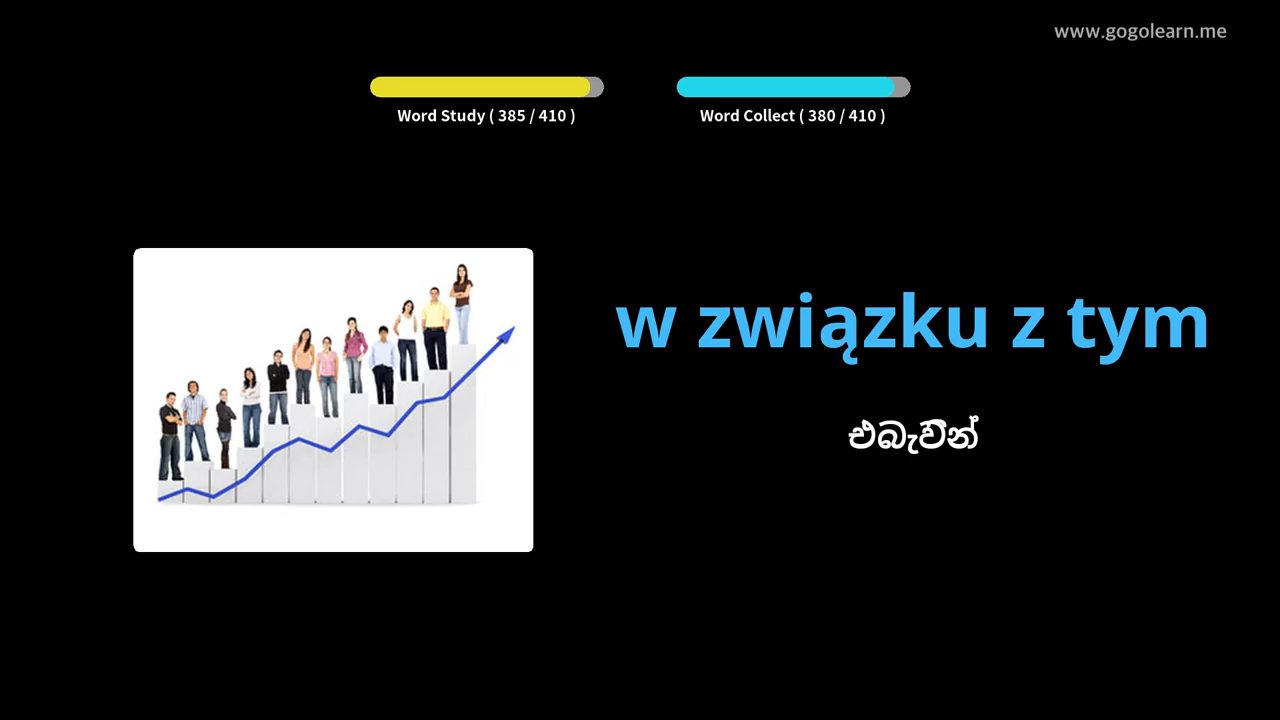 www.gogolearn.me
Word Study ( 385 / 410 )
Word Collect ( 380 / 410 )
w związku z tym
එබැවින්